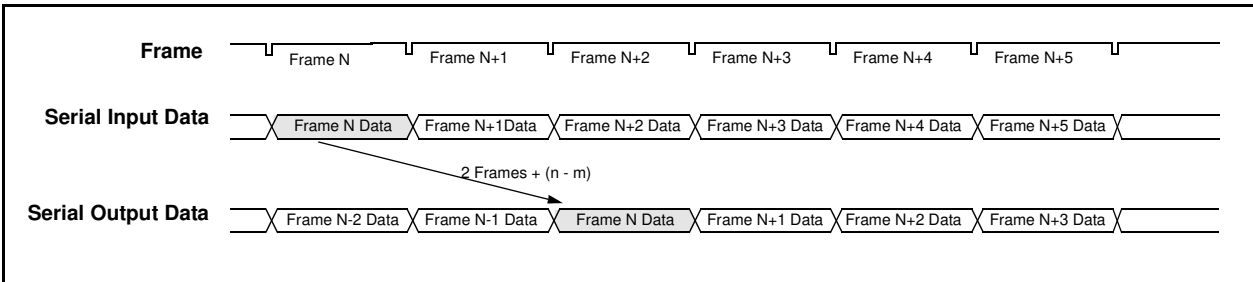 Frame
Frame N
Frame N+1
Frame N+2
Frame N+3
Frame N+4
Frame N+5
Serial Input Data
Frame N Data
Frame N+1Data
Frame N+2 Data
Frame N+3 Data
Frame N+4 Data
Frame N+5 Data
2 Frames + (n - m)
Serial Output Data
Frame N-2 Data
Frame N-1 Data
Frame N Data
Frame N+1 Data
Frame N+2 Data
Frame N+3 Data